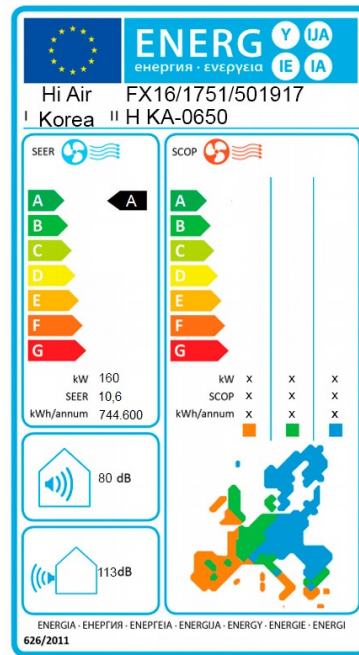 ENERG
Y IJA
IE IA
енергия · ενεργεια
Hi Air FX16/1751/501917
I Korea II H KA-0650
SEER
SCOP
A A
B
C
D
E
F
G
A
B
C
D
E
F
G
kW 160
SEER 10,6
kWh/annum 744.600
kW x x x
SCOP x x x
kWh/annum x x x
80 dB
113dB
ENERGIA · ЕНЕРГИЯ · ΕΝΕΡΓΕΙΑ · ENERGIJA · ENERGY · ENERGIE · ENERGI
626/2011